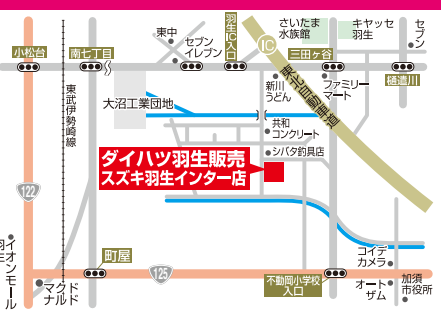 小松台
南七丁目
東中
セブン
イレブン
羽生IC入口
IC
さいたま
水族館
キヤッセ
羽生
セブン
三田ヶ谷
樋遣川
東武伊勢崎線
大沼工業団地
新川
うどん
東北自動車道
ファミリー
マート
共和
コンクリート
シバタ釣具店
ダイハツ羽生販売
スズキ羽生インター店
122
町屋
125
不動岡小学校
入口
コイデ
カメラ
オート
ザム
加須
市役所
イオンモール
羽生
マクド
ナルド